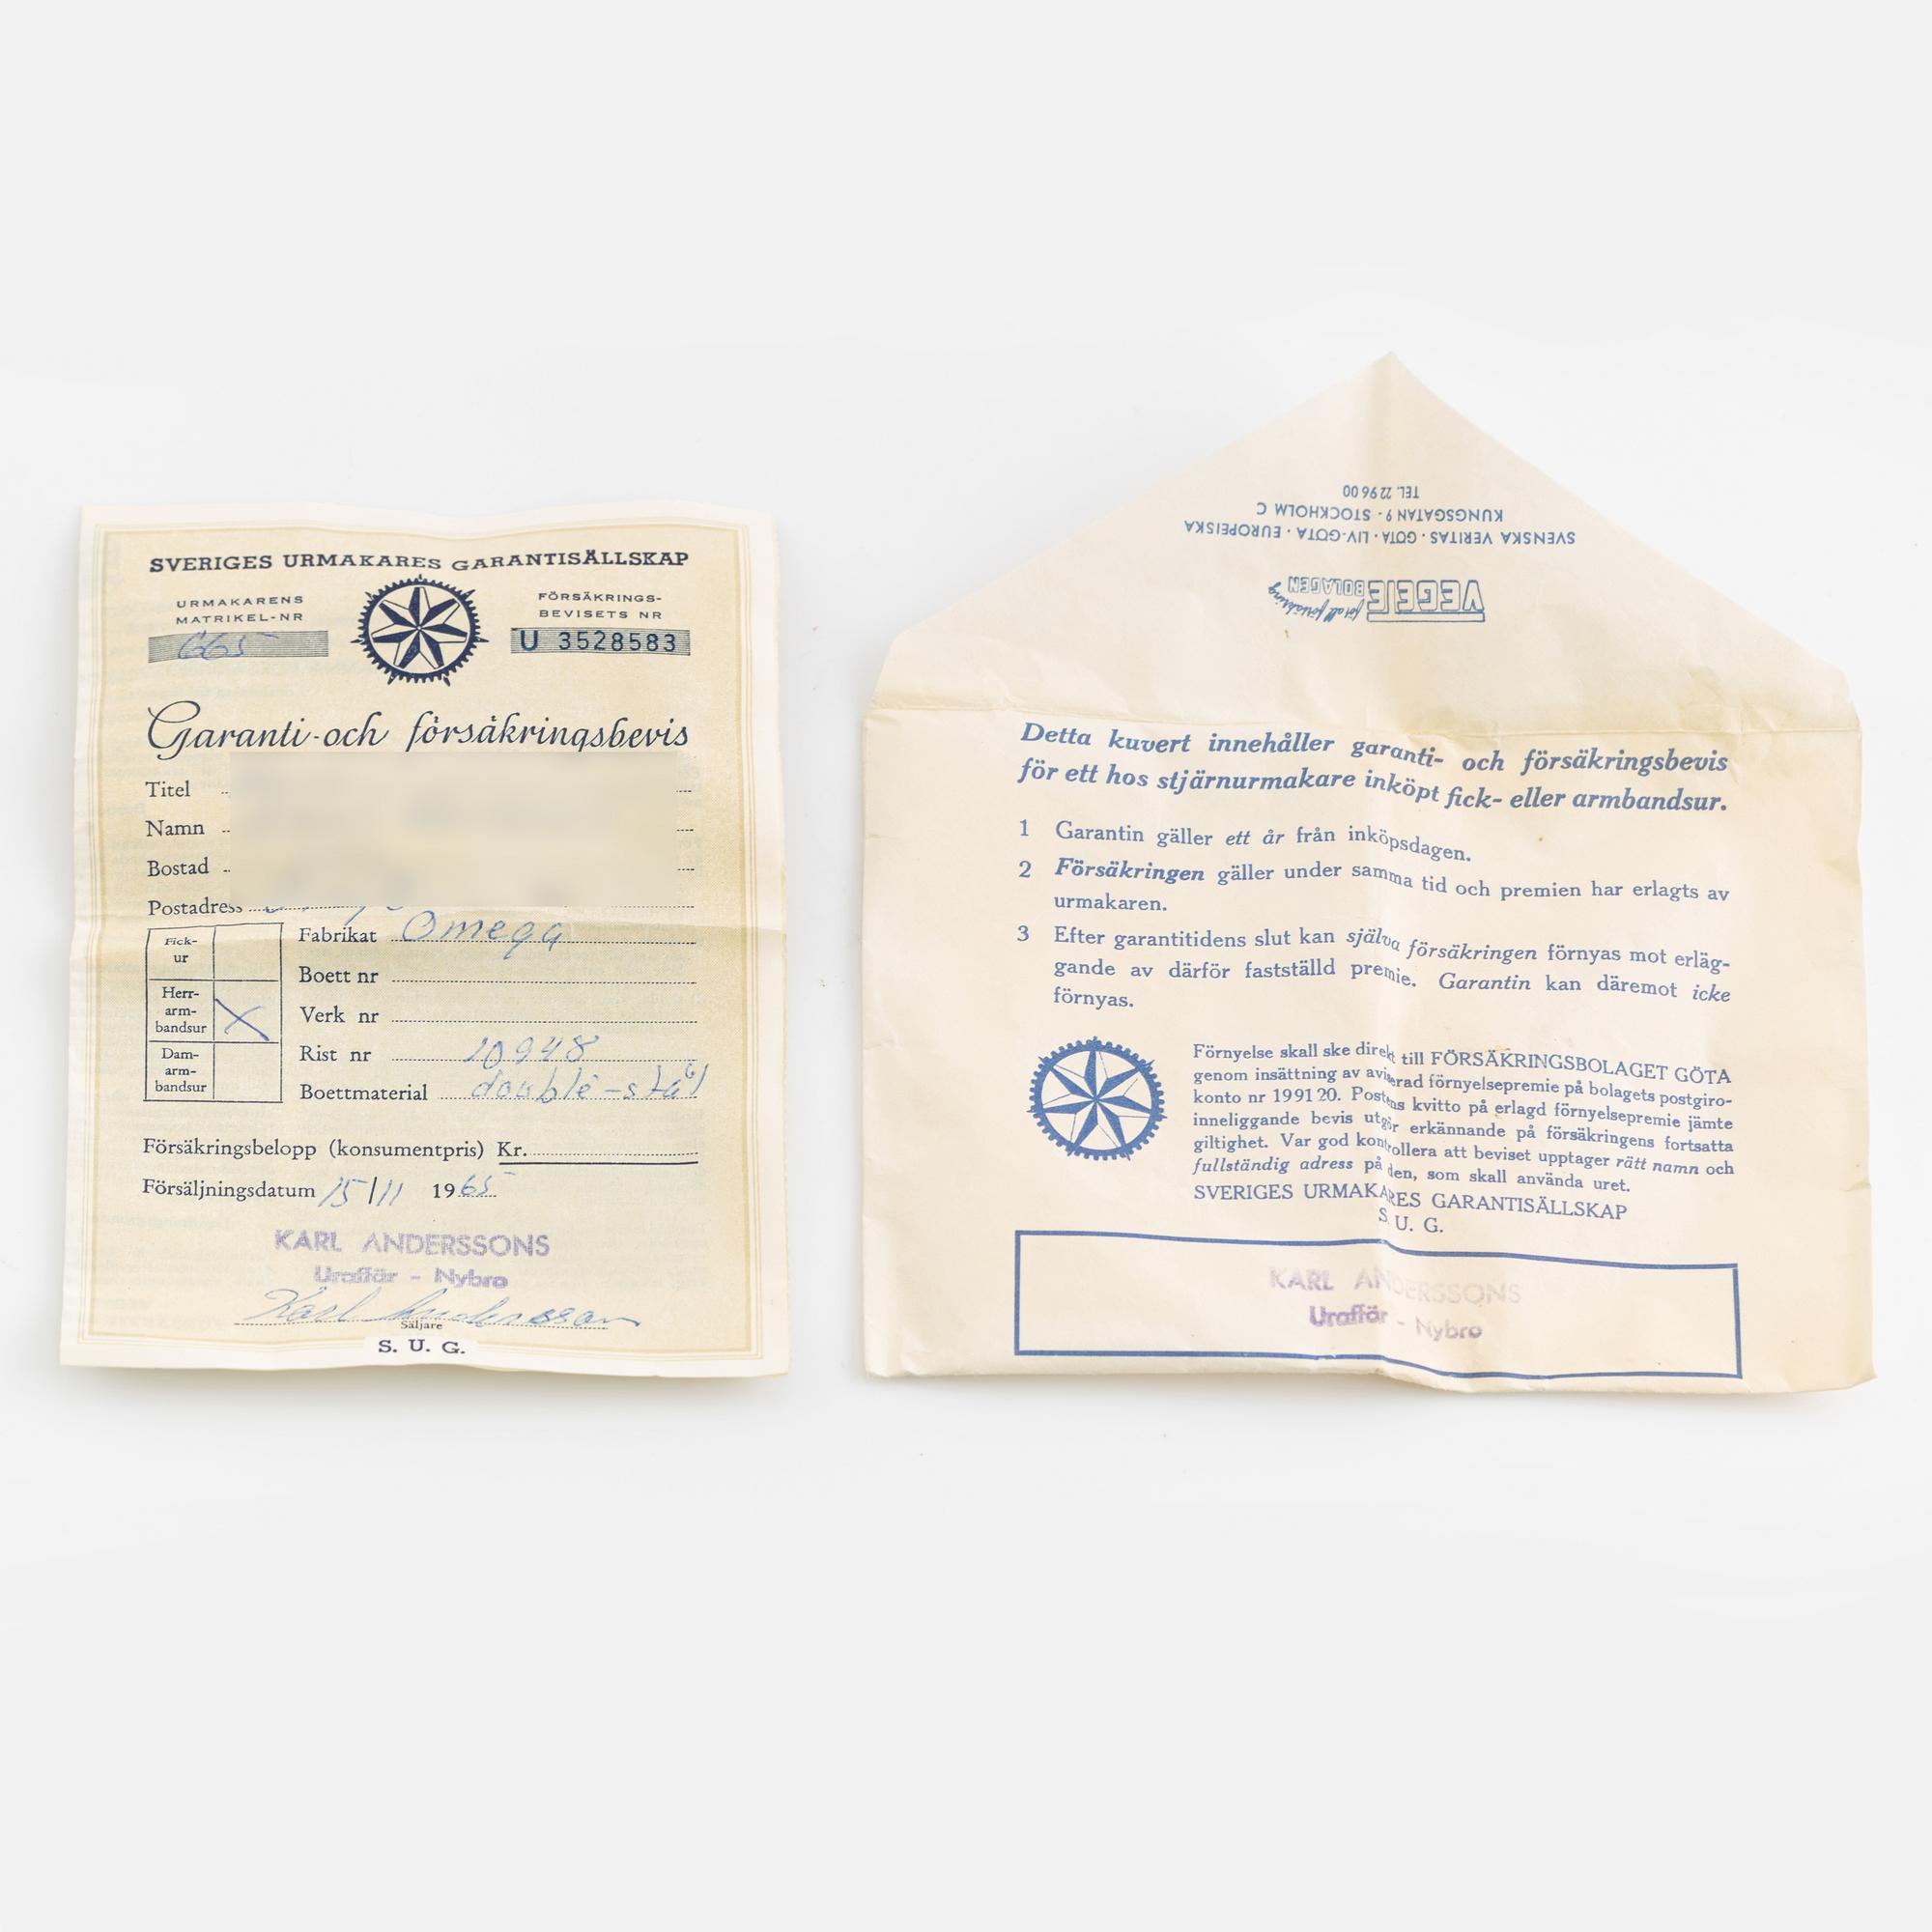 SVERIGES URMAKARES GARANTISÄLLSKAP
URMAKARENS
MATRIKEL-NR
665
FÖRSÄKRINGS-
BEVISETS NR
U 3528583
Garanti- och försäkringsbevis
Titel
Namn
Bostad
Postadress
Fick-
ur
Herr-
arm-
bandsur
X
Dam-
arm-
bandsur
Fabrikat Omega
Boett nr
Verk nr
Rist nr 10948
Boettmaterial doublé-stål
Försäkringsbelopp (konsumentpris) Kr.
Försäljningsdatum 15/11 1965
KARL ANDERSSONS
Uraffär - Nybro
Karl Andersson
Säljare
S. U. G.
VEGE BOLAGEN för all försäkring
SVENSKA VERITAS · GÖTA · LIV-GÖTA · EUROPEISKA
KUNGSGATAN 9 - STOCKHOLM C
TEL. 22 96 00
Detta kuvert innehåller garanti- och försäkringsbevis
för ett hos stjärnurmakare inköpt fick- eller armbandsur.
1 Garantin gäller ett år från inköpsdagen.
2 Försäkringen gäller under samma tid och premien har erlagts av
urmakaren.
3 Efter garantitidens slut kan själva försäkringen förnyas mot erläg-
gande av därför fastställd premie. Garantin kan däremot icke
förnyas.
Förnyelse skall ske direkt till FÖRSÄKRINGSBOLAGET GÖTA
genom insättning av aviserad förnyelsepremie på bolagets postgiro-
konto nr 199120. Postens kvitto på erlagd förnyelsepremie jämte
inneliggande bevis utgör erkännande på försäkringens fortsatta
giltighet. Var god kontrollera att beviset upptager rätt namn och
fullständig adress på den, som skall använda uret.
SVERIGES URMAKARES GARANTISÄLLSKAP
S. U. G.
KARL ANDERSSONS
Uraffär - Nybro